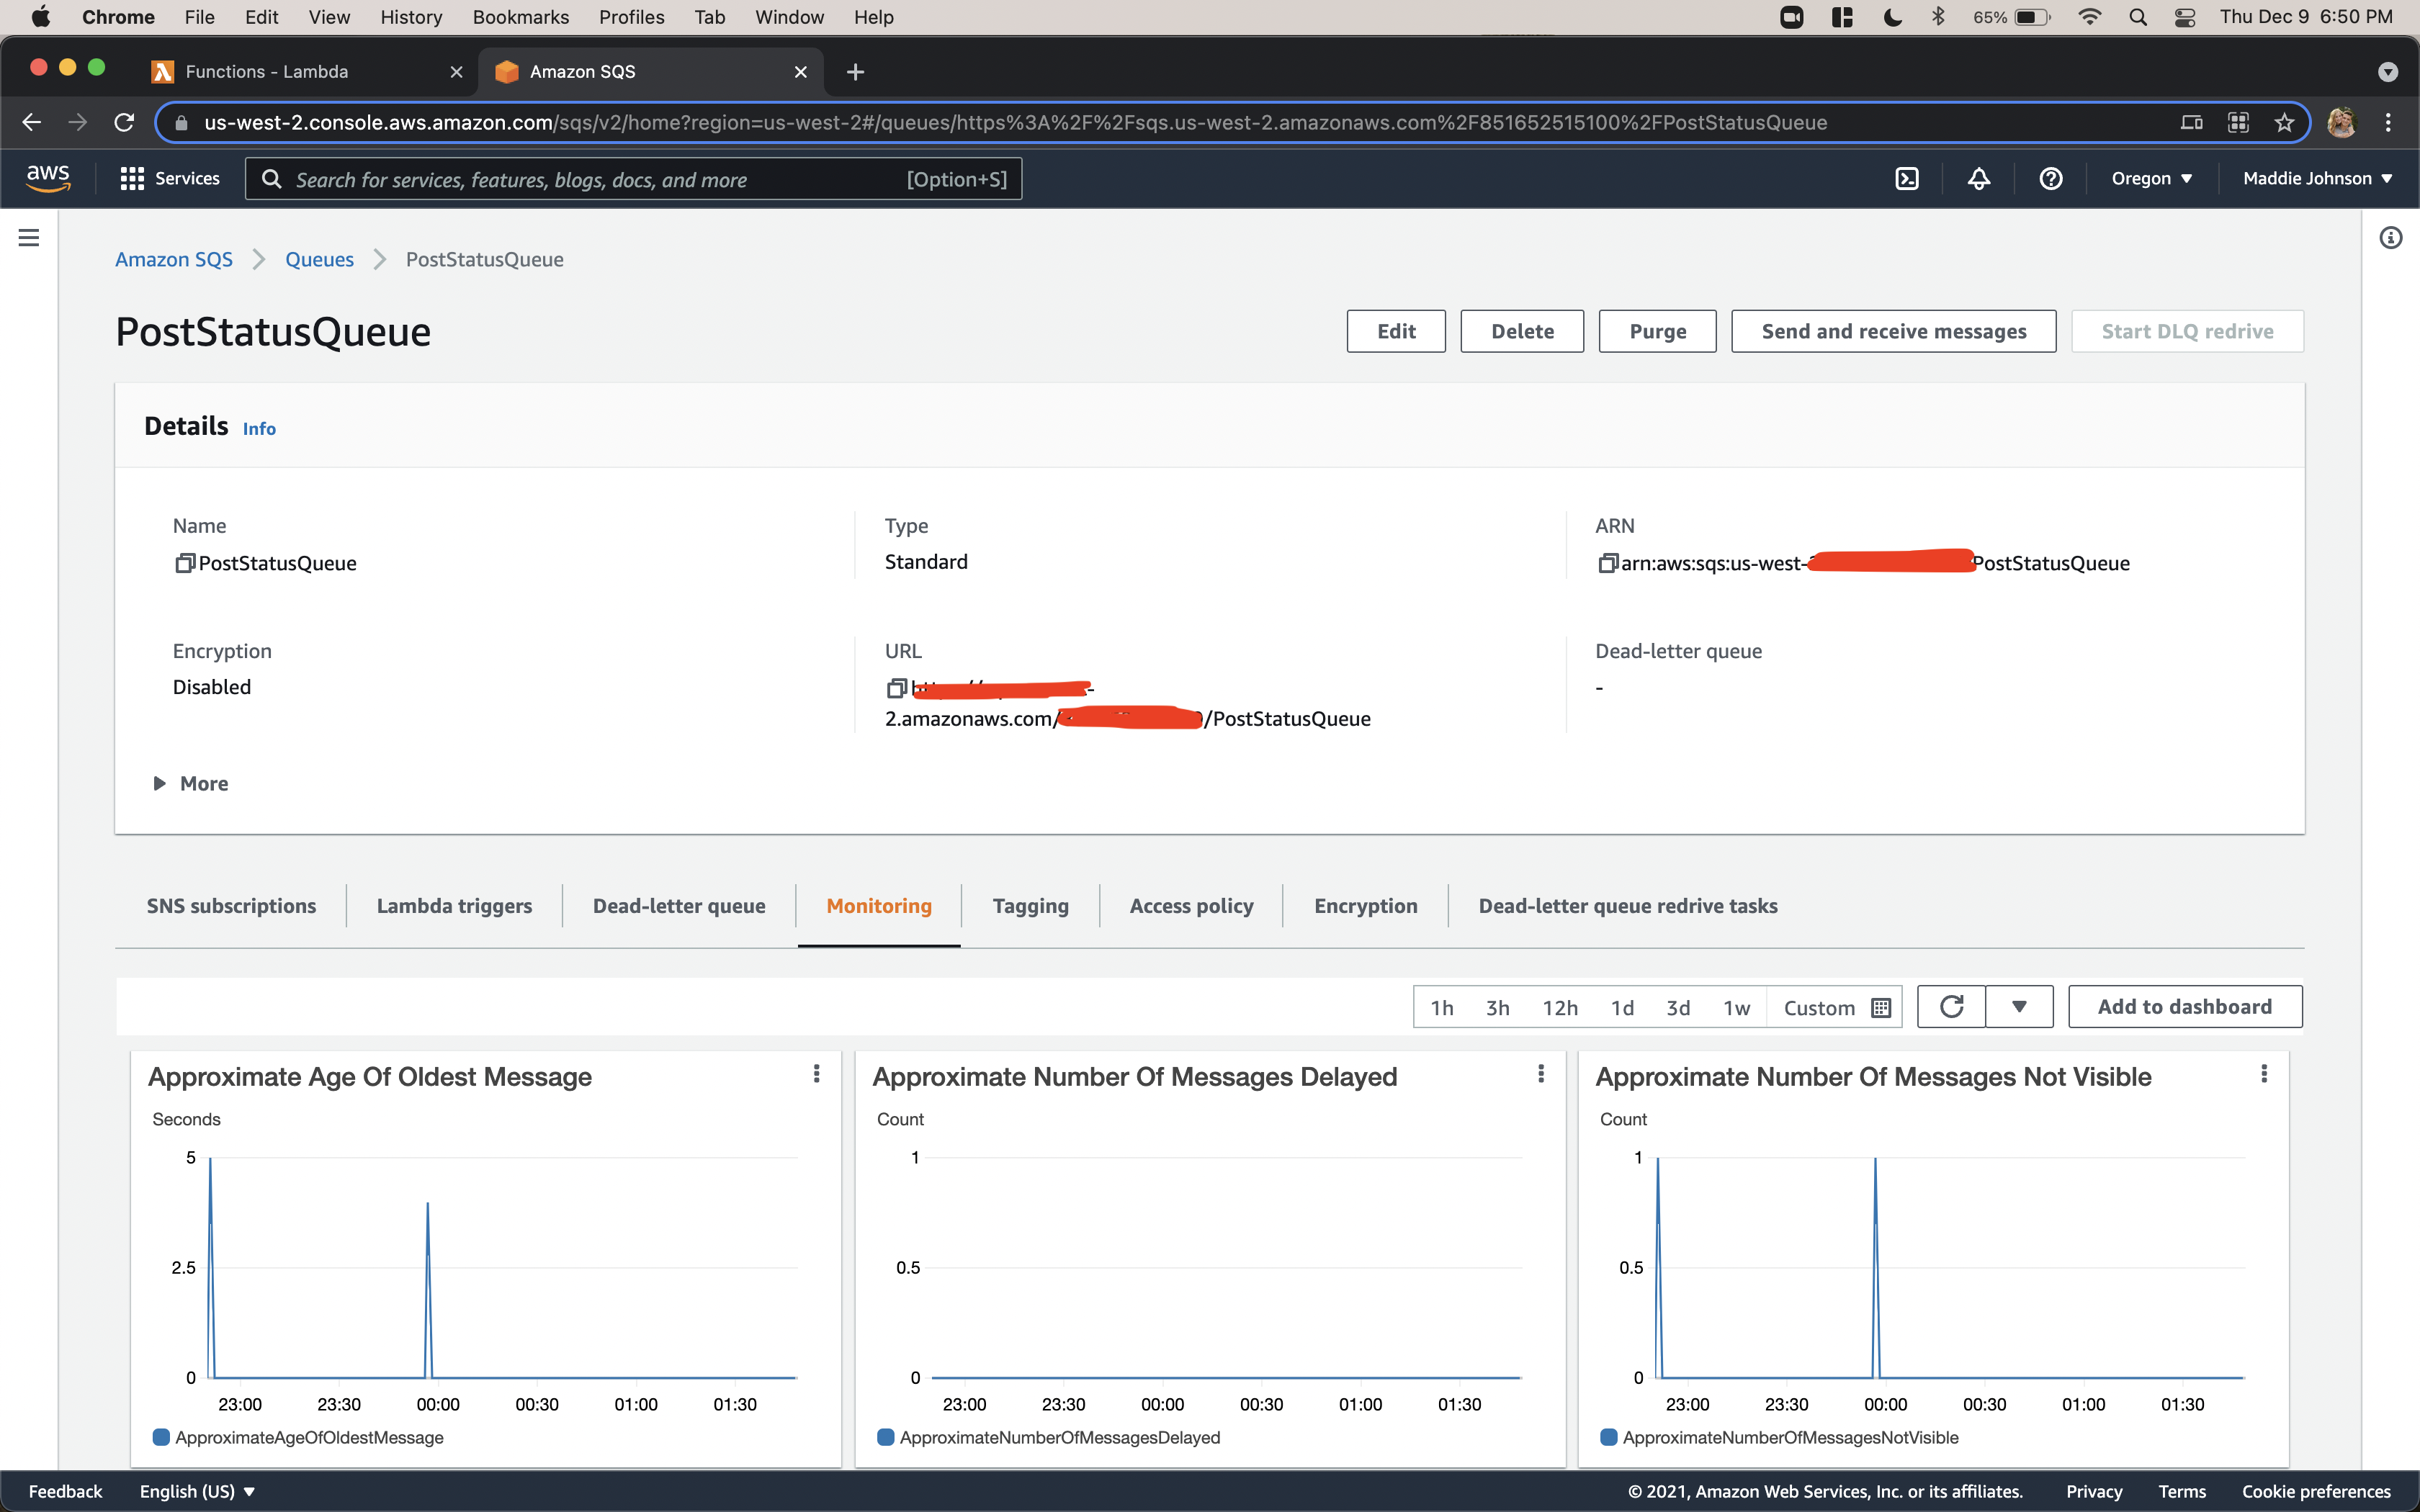 Chrome File Edit View History Bookmarks Profiles Tab Window Help 65% Thu Dec 9 6:50 PM
Functions - Lambda Amazon SQS
us-west-2.console.aws.amazon.com/sqs/v2/home?region=us-west-2#/queues/https%3A%2F%2Fsqs.us-west-2.amazonaws.com%2F851652515100%2FPostStatusQueue
aws Services Search for services, features, blogs, docs, and more [Option+S] Oregon Maddie Johnson
Amazon SQS Queues PostStatusQueue
PostStatusQueue Edit Delete Purge Send and receive messages Start DLQ redrive
Details Info
Name Type ARN
PostStatusQueue Standard arn:aws:sqs:us-west- PostStatusQueue
Encryption URL Dead-letter queue
Disabled -
2.amazonaws.com/ /PostStatusQueue
More
SNS subscriptions Lambda triggers Dead-letter queue Monitoring Tagging Access policy Encryption Dead-letter queue redrive tasks
1h 3h 12h 1d 3d 1w Custom Add to dashboard
Approximate Age Of Oldest Message
Seconds
5
2.5
0
23:00 23:30 00:00 00:30 01:00 01:30
ApproximateAgeOfOldestMessage
Approximate Number Of Messages Delayed
Count
1
0.5
0
23:00 23:30 00:00 00:30 01:00 01:30
ApproximateNumberOfMessagesDelayed
Approximate Number Of Messages Not Visible
Count
1
0.5
0
23:00 23:30 00:00 00:30 01:00 01:30
ApproximateNumberOfMessagesNotVisible
Feedback English (US) © 2021, Amazon Web Services, Inc. or its affiliates. Privacy Terms Cookie preferences